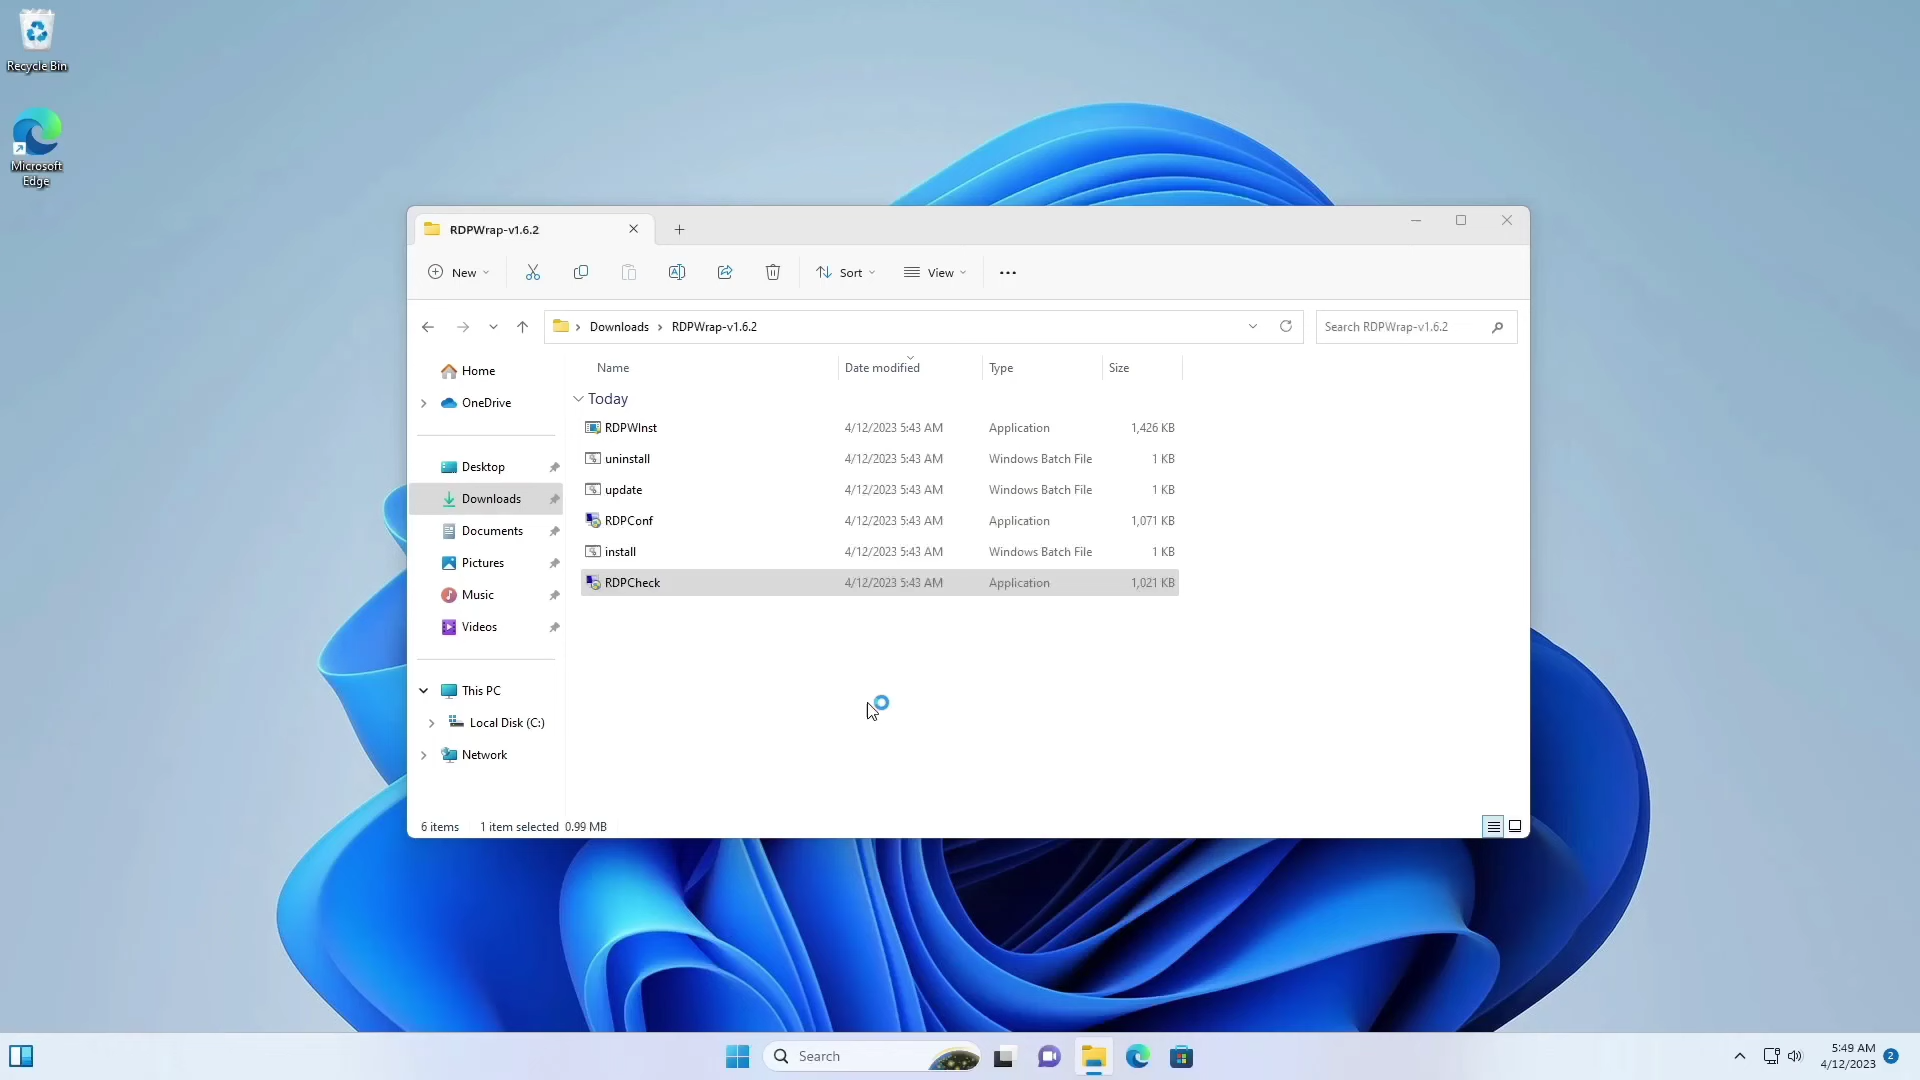 Recycle Bin
Microsoft
Edge
RDPWrap-v1.6.2
New
Sort
View
Downloads
RDPWrap-v1.6.2
Search RDPWrap-v1.6.2
Home
OneDrive
Desktop
Downloads
Documents
Pictures
Music
Videos
This PC
Local Disk (C:)
Network
Name Date modified Type Size
Today
RDPWInst 4/12/2023 5:43 AM Application 1,426 KB
uninstall 4/12/2023 5:43 AM Windows Batch File 1 KB
update 4/12/2023 5:43 AM Windows Batch File 1 KB
RDPConf 4/12/2023 5:43 AM Application 1,071 KB
install 4/12/2023 5:43 AM Windows Batch File 1 KB
RDPCheck 4/12/2023 5:43 AM Application 1,021 KB
6 items 1 item selected 0.99 MB
Search
5:49 AM
4/12/2023
2